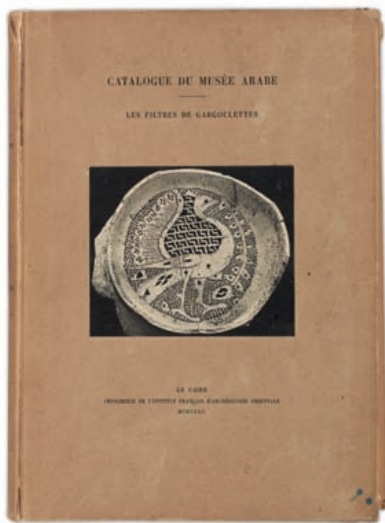 CATALOGUE DU MUSÉE ARABE
LES FILTRES DE GARGOULETTES
LE CAIRE
IMPRIMERIE DE L'INSTITUT FRANÇAIS D'ARCHÉOLOGIE ORIENTALE